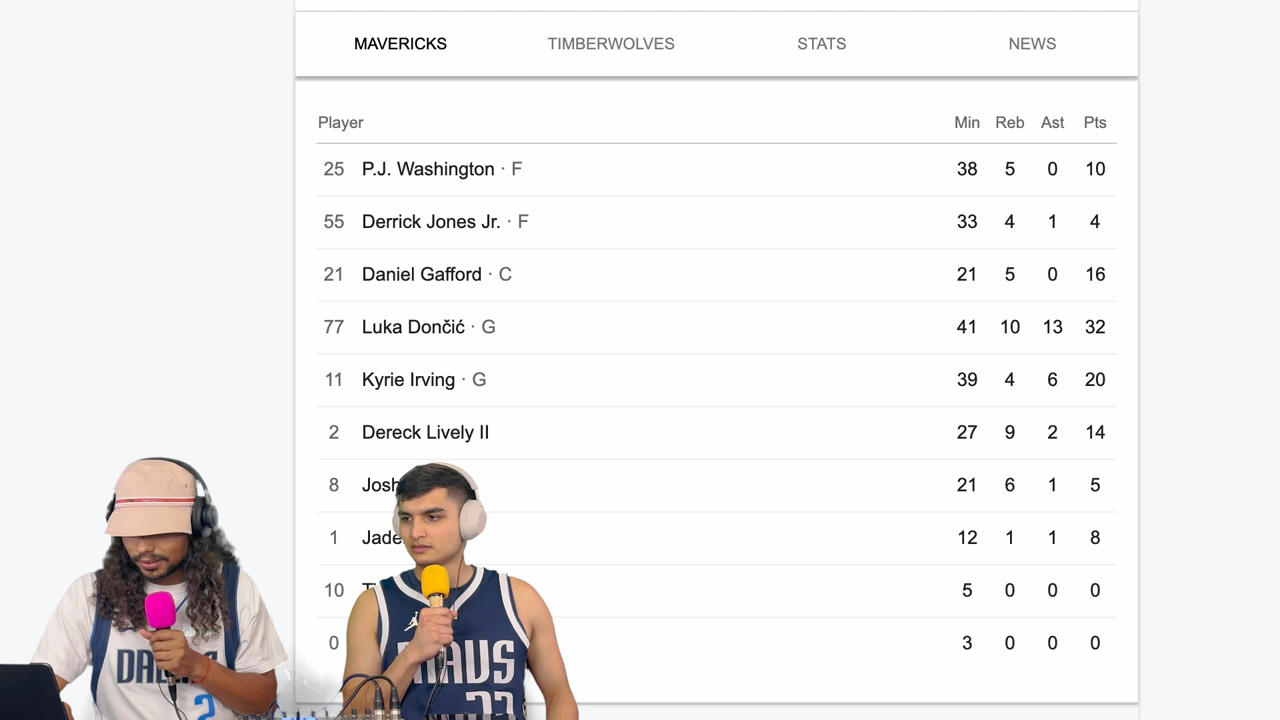 MAVERICKS TIMBERWOLVES STATS NEWS
Player Min Reb Ast Pts
25 P.J. Washington · F 38 5 0 10
55 Derrick Jones Jr. · F 33 4 1 4
21 Daniel Gafford · C 21 5 0 16
77 Luka Dončić · G 41 10 13 32
11 Kyrie Irving · G 39 4 6 20
2 Dereck Lively II 27 9 2 14
8 Josh 21 6 1 5
1 Jade 12 1 1 8
10 5 0 0 0
0 3 0 0 0
MAVS
2